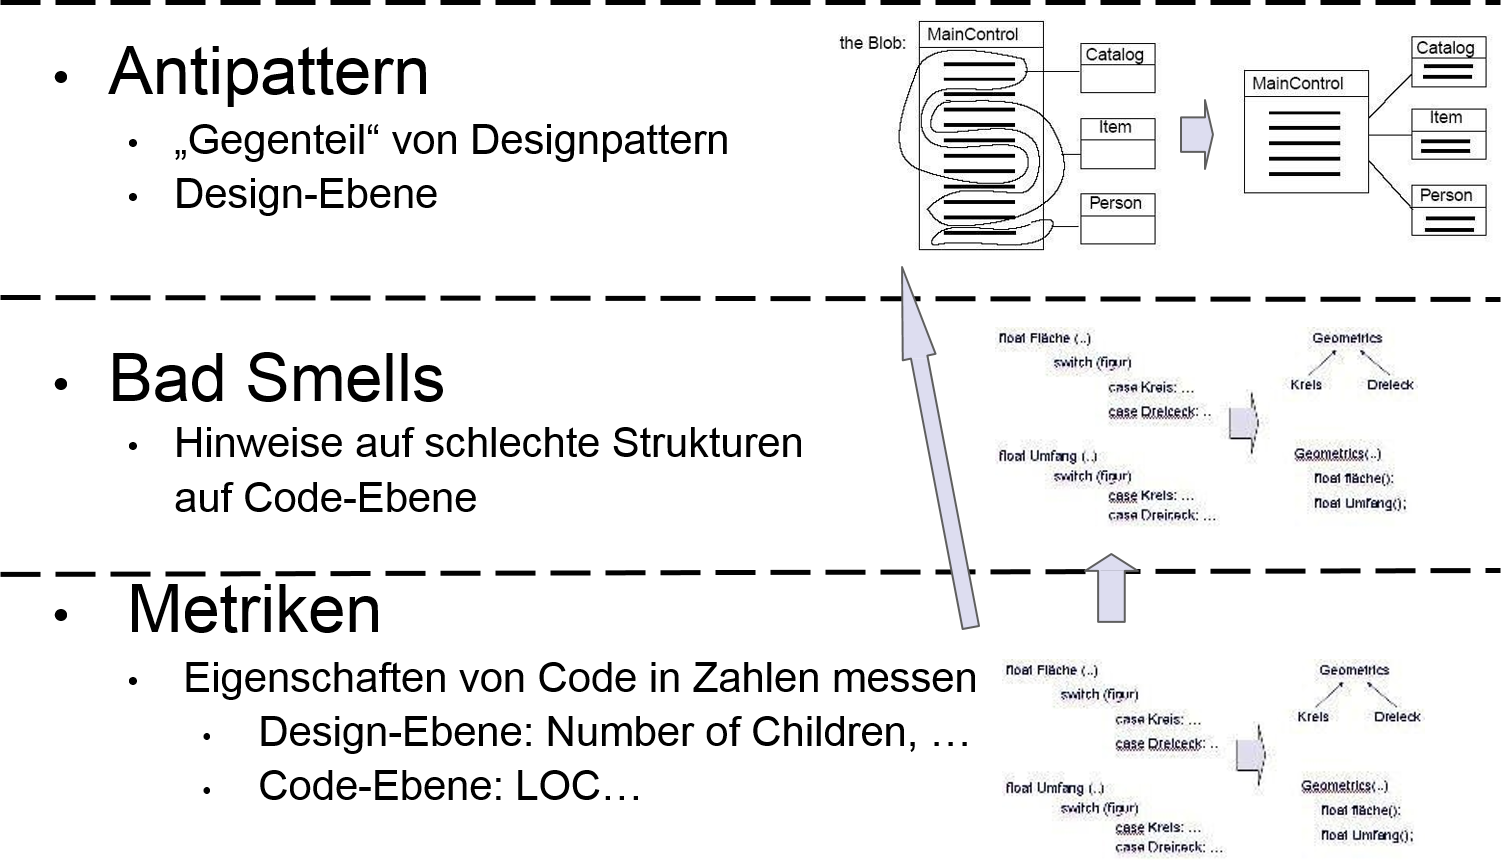 • Antipattern
• „Gegenteil“ von Designpattern
• Design-Ebene
the Blob:
MainControl
Catalog
Item
Person
MainControl
Catalog
Item
Person
• Bad Smells
• Hinweise auf schlechte Strukturen
auf Code-Ebene
float Fläche (..)
switch (figur)
case Kreis: ...
case Dreieck: ..
float Umfang (..)
switch (figur)
case Kreis: ...
case Dreieck: ...
Geometrics
Kreis Dreieck
Geometrics(..)
float fläche():
float Umfang();
• Metriken
• Eigenschaften von Code in Zahlen messen
• Design-Ebene: Number of Children, …
• Code-Ebene: LOC…
float Fläche (..)
switch (figur)
case Kreis: ...
case Dreieck: ..
float Umfang (..)
switch (figur)
case Kreis: ...
case Dreieck: ...
Geometrics
Kreis Dreieck
Geometrics(..)
float fläche():
float Umfang();